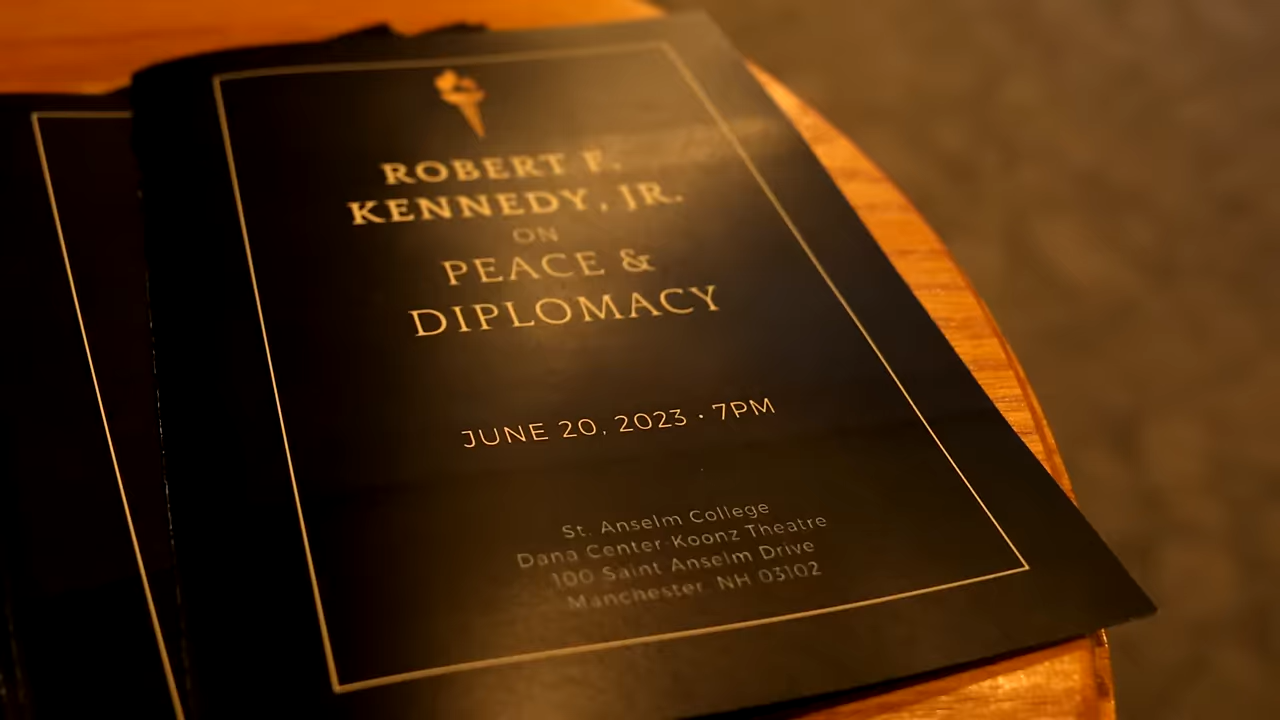 ROBERT F.
KENNEDY, JR.
ON
PEACE &
DIPLOMACY
JUNE 20, 2023 • 7PM
St. Anselm College
Dana Center-Koonz Theatre
100 Saint Anselm Drive
Manchester, NH 03102